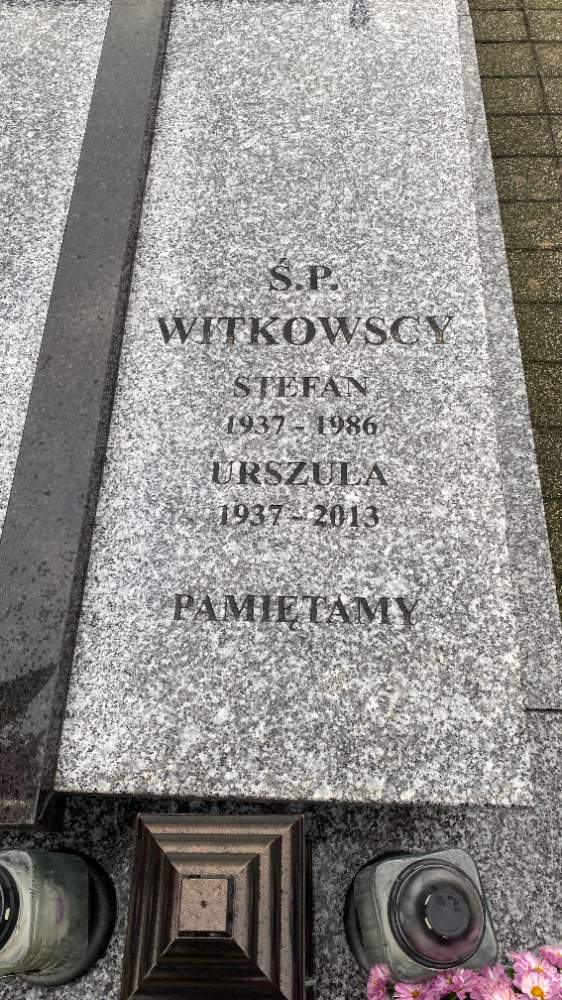 Ś.P.
WITKOWSCY
STEFAN
1937 - 1986
URSZULA
1937 - 2013
PAMIĘTAMY